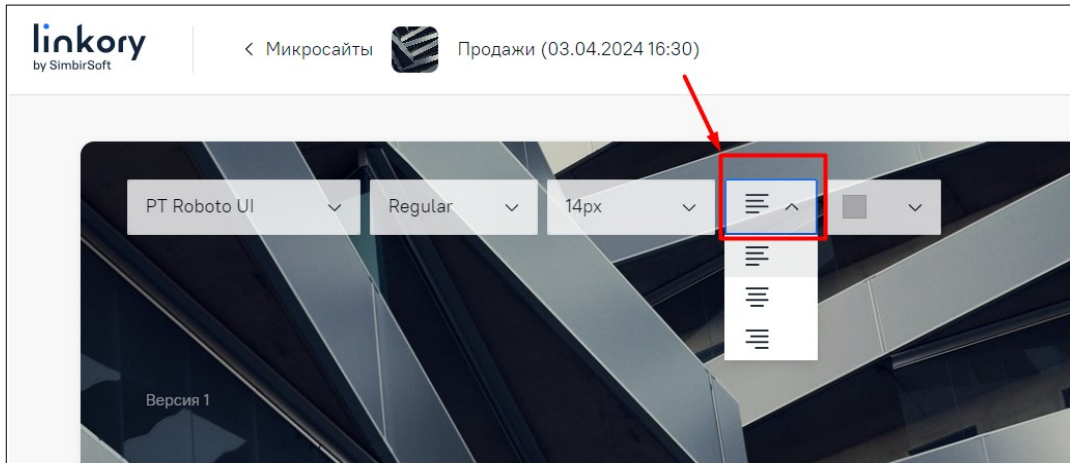 linkory
by SimbirSoft
Микросайты
Продажи (03.04.2024 16:30)
PT Roboto UI
Regular
14px
Версия 1